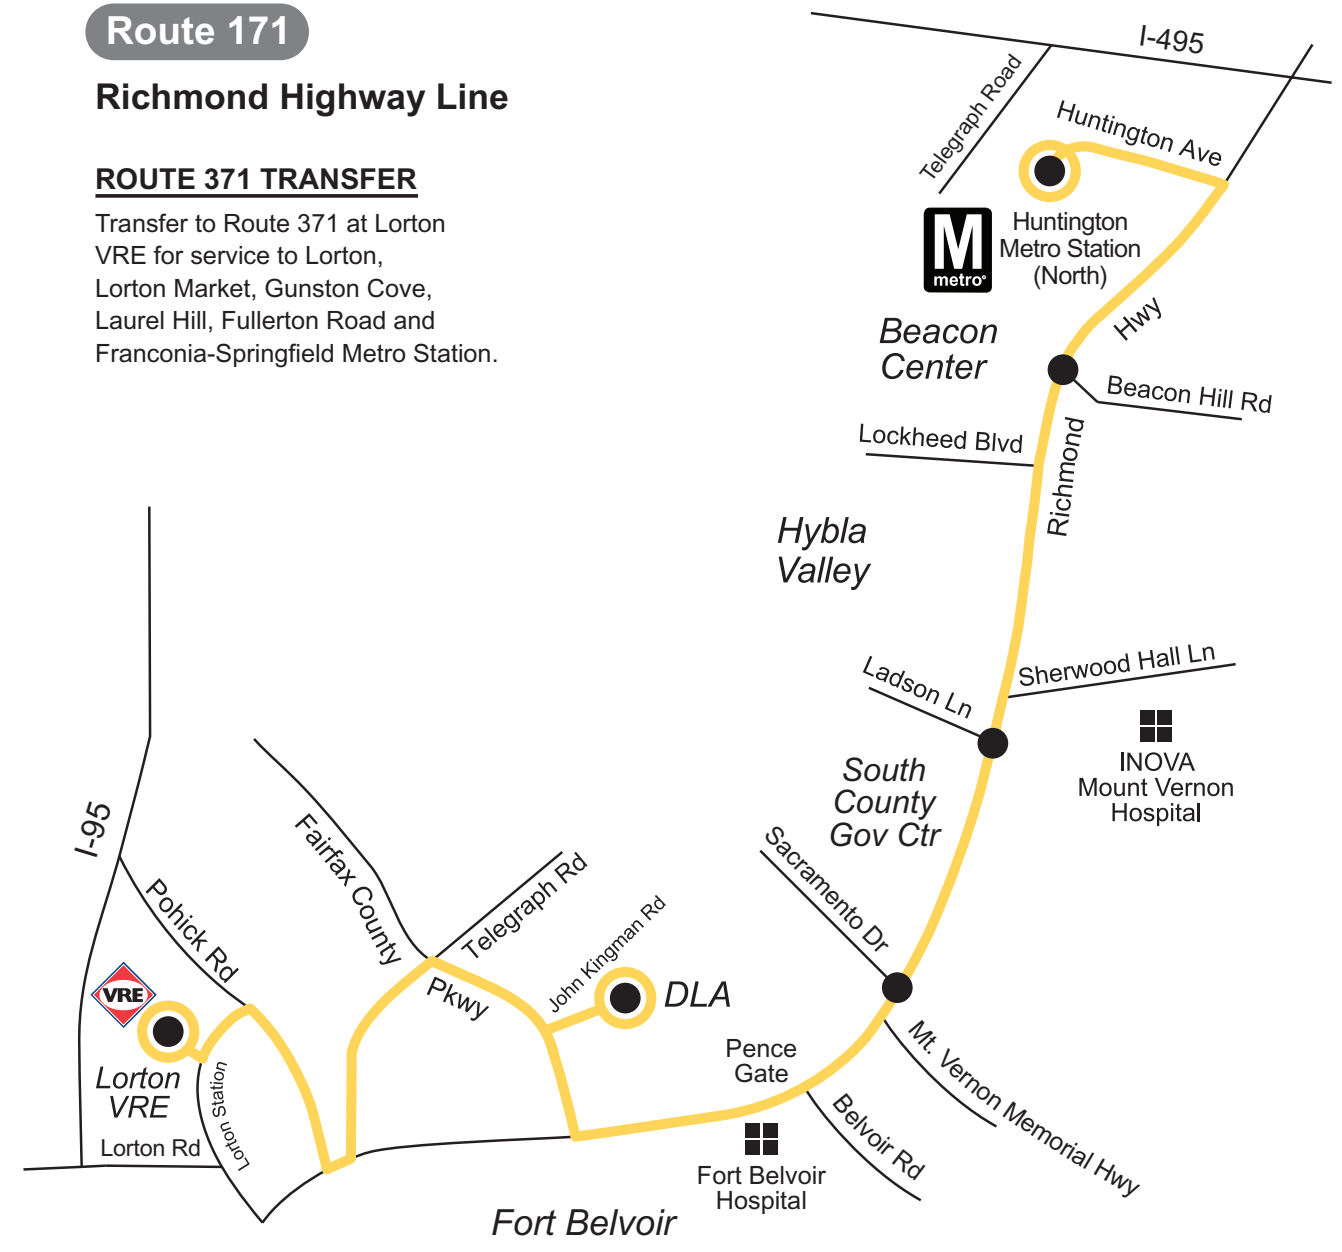 Route 171
Richmond Highway Line
ROUTE 371 TRANSFER
Transfer to Route 371 at Lorton
VRE for service to Lorton,
Lorton Market, Gunston Cove,
Laurel Hill, Fullerton Road and
Franconia-Springfield Metro Station.
I-495
Telegraph Road
Huntington Ave
M
metro®
Huntington
Metro Station
(North)
Hwy
Beacon
Center
Beacon Hill Rd
Lockheed Blvd
Richmond
Hybla
Valley
Sherwood Hall Ln
Ladson Ln
INOVA
Mount Vernon
Hospital
South
County
Gov Ctr
I-95
Fairfax County
Sacramento Dr
Pohick Rd
Telegraph Rd
John Kingman Rd
VRE
Pkwy
DLA
Pence
Gate
Mt. Vernon Memorial Hwy
Lorton
VRE
Lorton Station
Belvoir Rd
Lorton Rd
Fort Belvoir
Hospital
Fort Belvoir